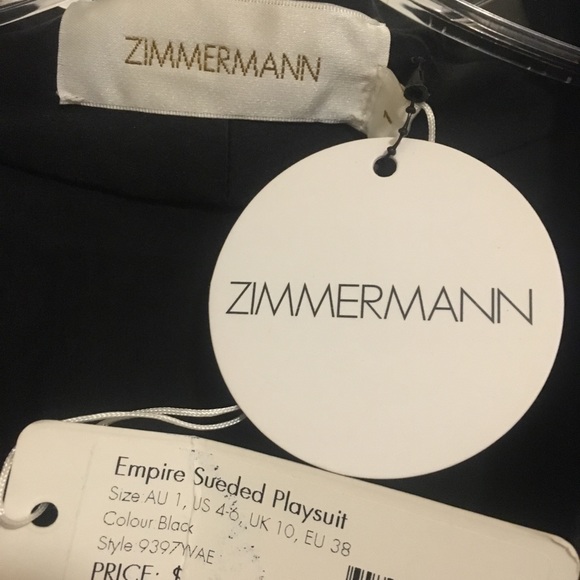 ZIMMERMANN
1
ZIMMERMANN
Empire Sueded Playsuit
Size AU 1, US 4-6, UK 10, EU 38
Colour Black
Style 9397WAE
PRICE: $